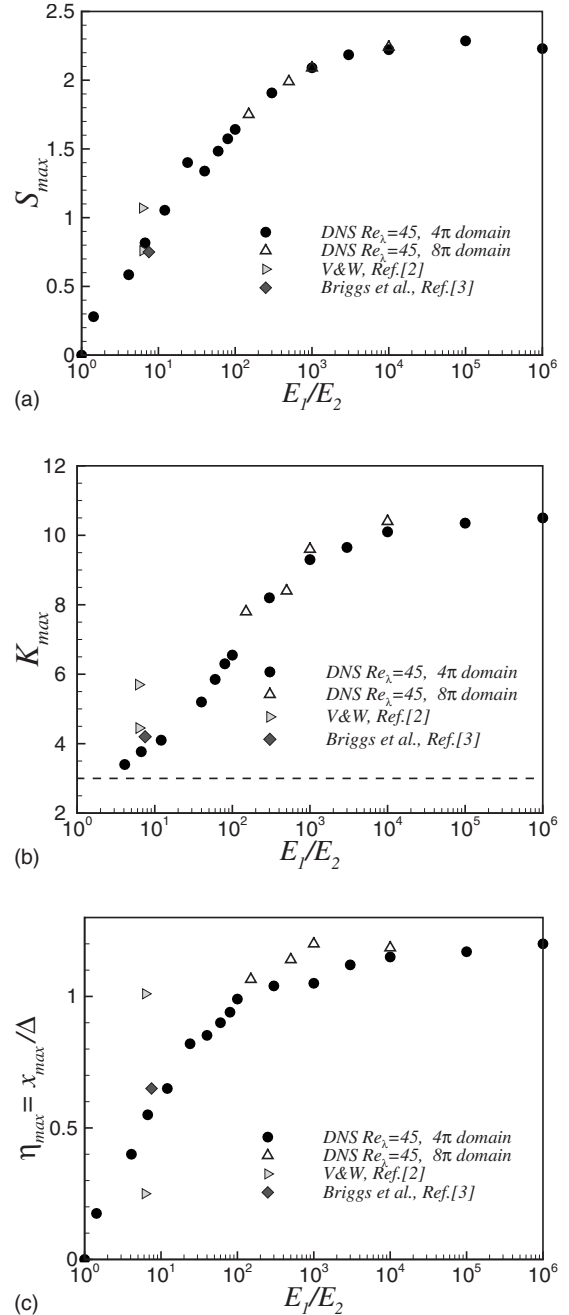 2.5
2
1.5
1
0.5
0
S_max
10^0 10^1 10^2 10^3 10^4 10^5 10^6
E_1/E_2
DNS Re_λ=45, 4π domain
DNS Re_λ=45, 8π domain
V&W, Ref.[2]
Briggs et al., Ref.[3]
(a)
12
10
8
6
4
2
K_max
10^0 10^1 10^2 10^3 10^4 10^5 10^6
E_1/E_2
DNS Re_λ=45, 4π domain
DNS Re_λ=45, 8π domain
V&W, Ref.[2]
Briggs et al., Ref.[3]
(b)
1
0.5
0
η_max = x_max/Δ
10^0 10^1 10^2 10^3 10^4 10^5 10^6
E_1/E_2
DNS Re_λ=45, 4π domain
DNS Re_λ=45, 8π domain
V&W, Ref.[2]
Briggs et al., Ref.[3]
(c)